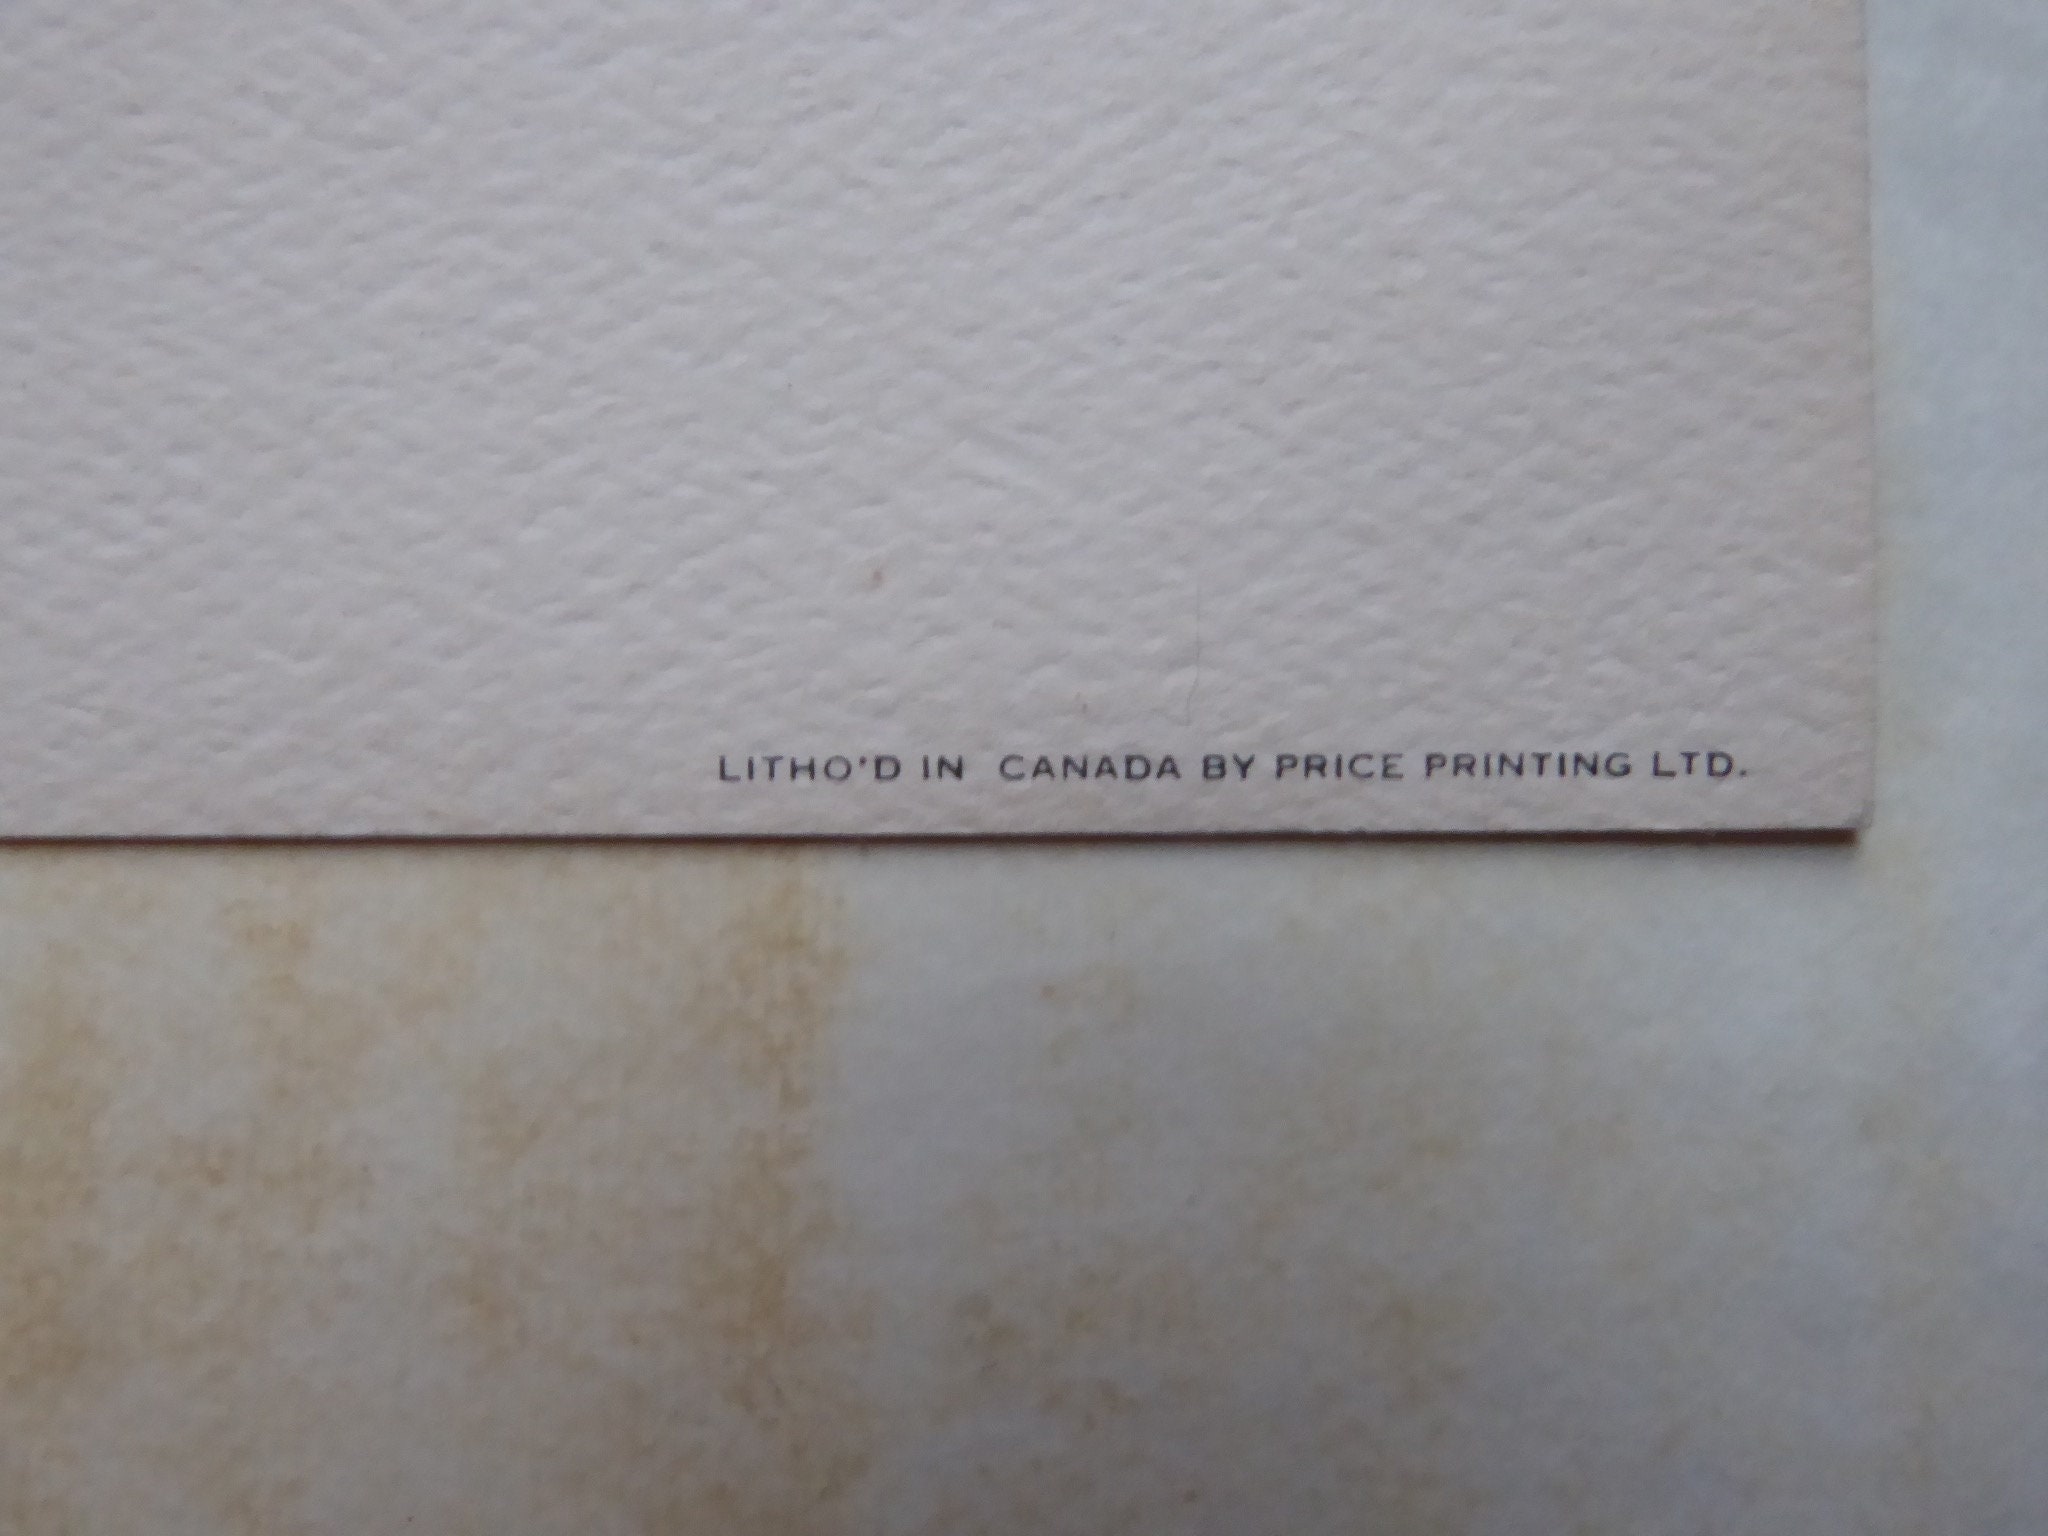 LITHO'D IN CANADA BY PRICE PRINTING LTD.